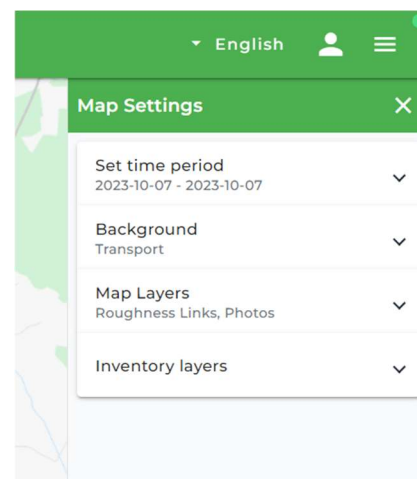 English
Map Settings
Set time period
2023-10-07 - 2023-10-07
Background
Transport
Map Layers
Roughness Links, Photos
Inventory layers